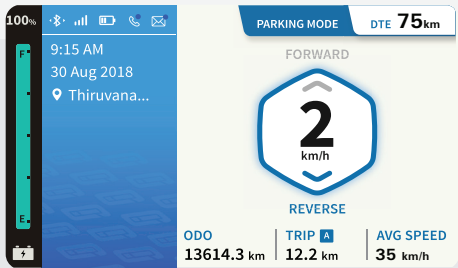 100%
F
E
9:15 AM
30 Aug 2018
Thiruvana...
PARKING MODE
DTE 75km
FORWARD
2
km/h
REVERSE
ODO
13614.3 km
TRIP A
12.2 km
AVG SPEED
35 km/h